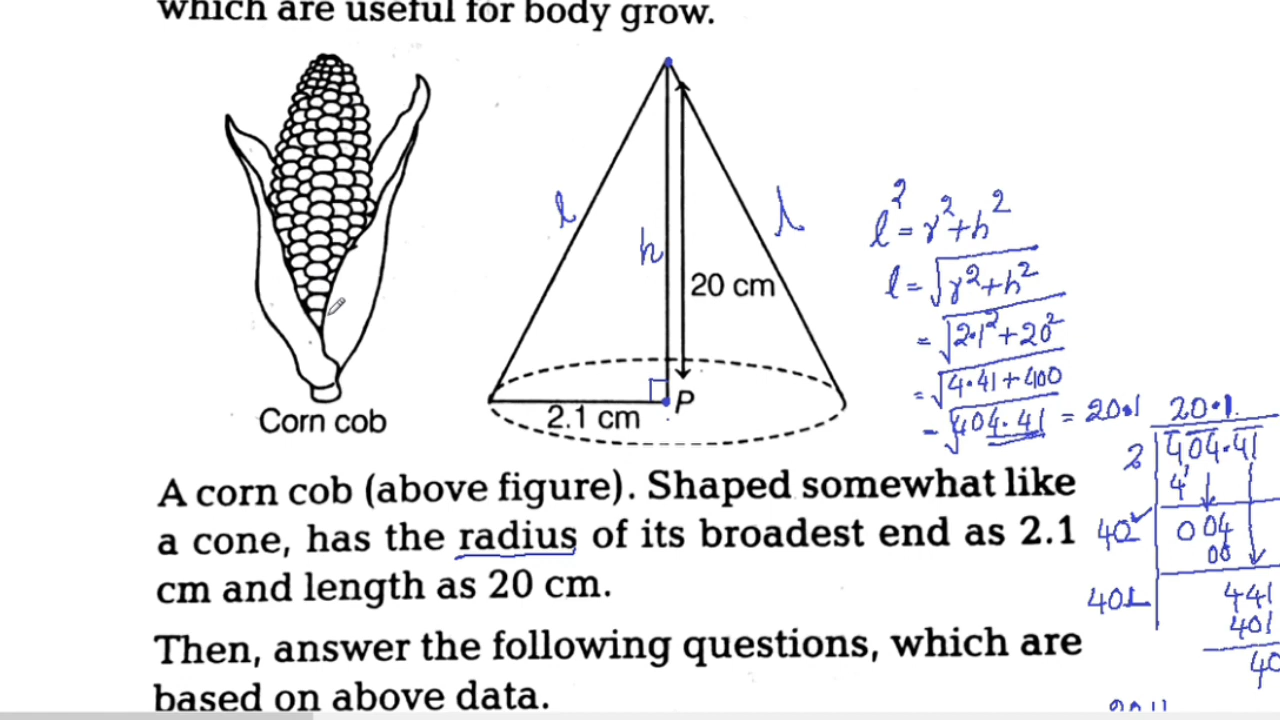 which are useful for body grow.
l
h
l
20 cm
2.1 cm
P
Corn cob
l² = r² + h²
l = √r² + h²
= √2.1² + 20²
= √4.41 + 400
- √404.41 = 20.1
20.1
2 404.41
4
40 0 04
00
401 441
401
40
A corn cob (above figure). Shaped somewhat like
a cone, has the radius of its broadest end as 2.1
cm and length as 20 cm.
Then, answer the following questions, which are
based on above data.